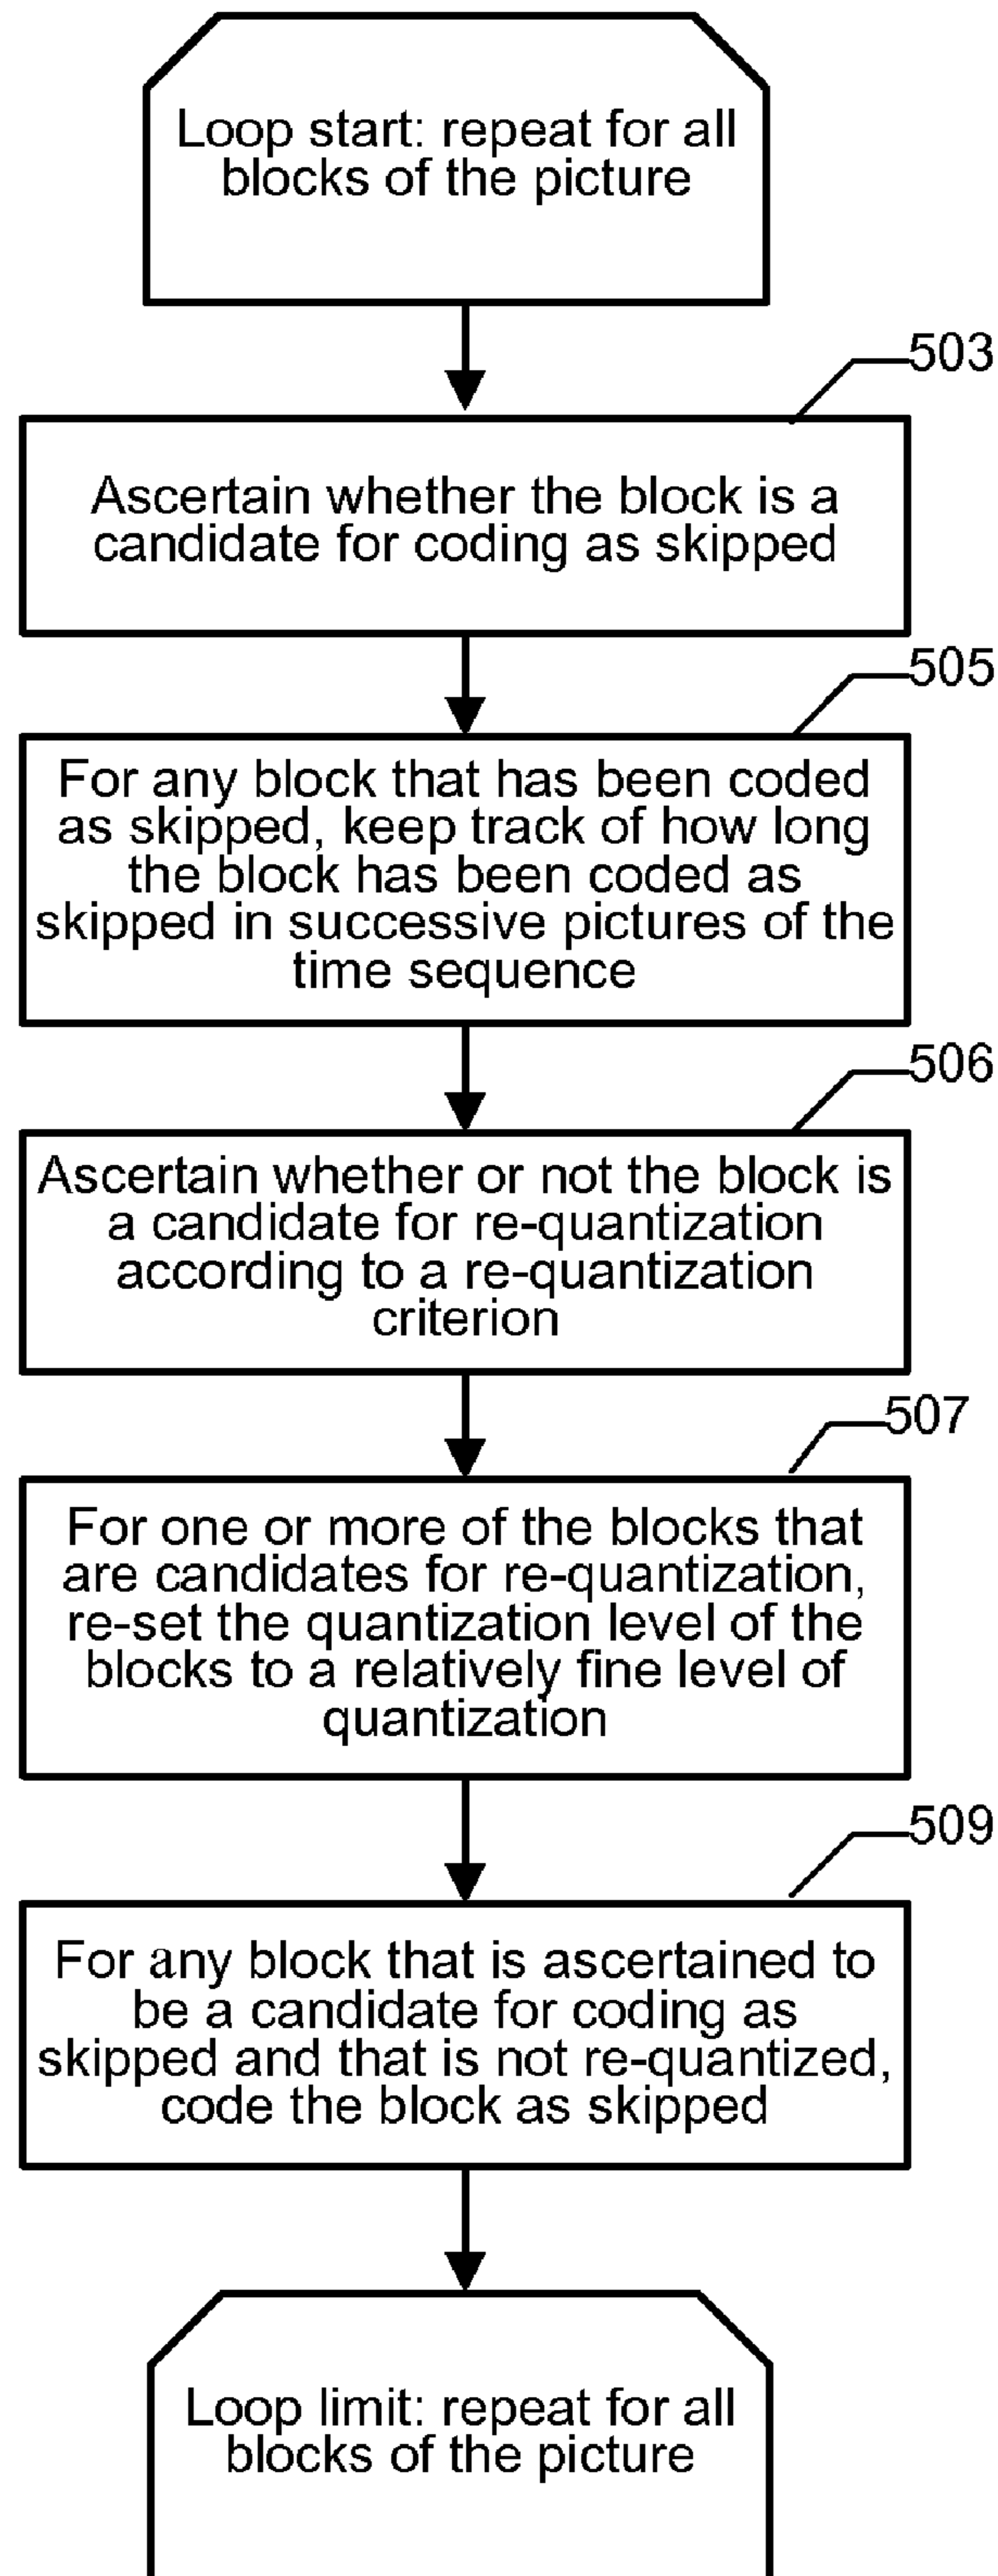 Loop start: repeat for all
blocks of the picture
503
Ascertain whether the block is a
candidate for coding as skipped
505
For any block that has been coded
as skipped, keep track of how long
the block has been coded as
skipped in successive pictures of the
time sequence
506
Ascertain whether or not the block is
a candidate for re-quantization
according to a re-quantization
criterion
507
For one or more of the blocks that
are candidates for re-quantization,
re-set the quantization level of the
blocks to a relatively fine level of
quantization
509
For any block that is ascertained to
be a candidate for coding as
skipped and that is not re-quantized,
code the block as skipped
Loop limit: repeat for all
blocks of the picture